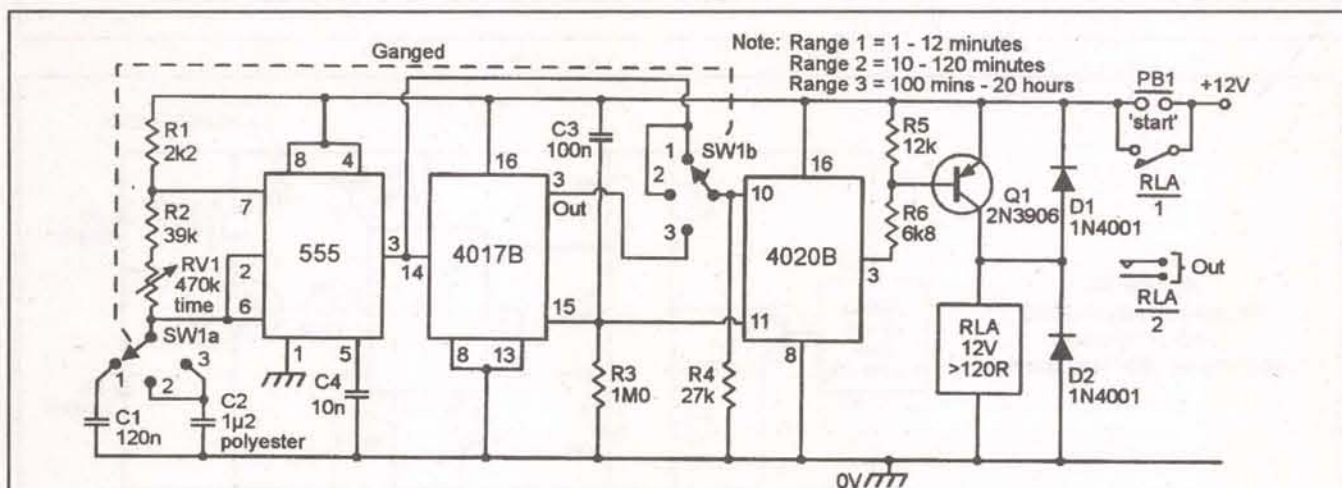 Ganged
Note: Range 1 = 1 - 12 minutes
Range 2 = 10 - 120 minutes
Range 3 = 100 mins - 20 hours
PB1
+12V
'start'
RLA
1
R1
2k2
R2
39k
RV1
470k
time
SW1a
1
2
3
C1
120n
C2
1µ2
polyester
8
4
7
2
6
555
3
1
5
C4
10n
16
14
4017B
3
Out
15
8
13
C3
100n
R3
1M0
1
2
3
SW1b
R4
27k
10
11
16
4020B
3
8
R5
12k
R6
6k8
Q1
2N3906
D1
1N4001
RLA
12V
>120R
D2
1N4001
Out
RLA
2
0V